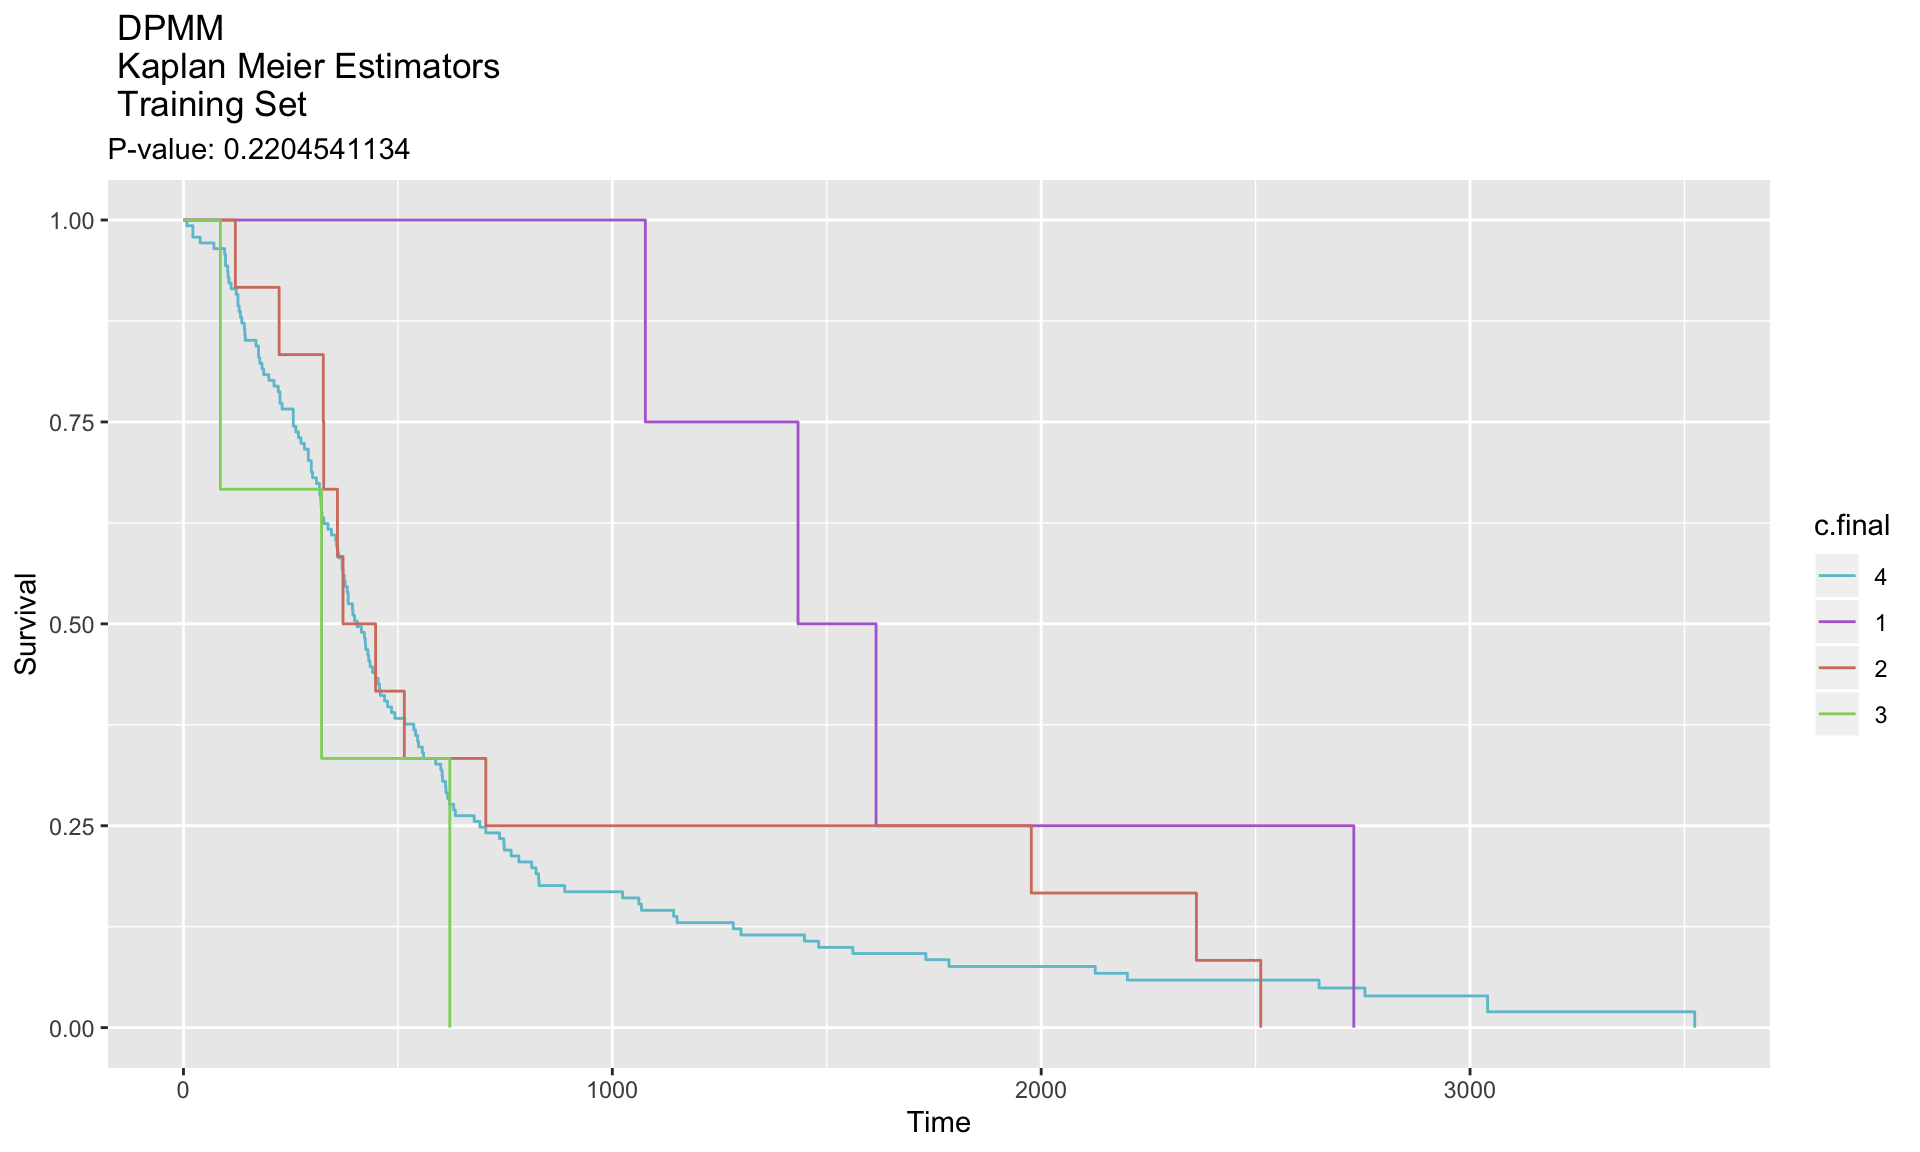 DPMM
Kaplan Meier Estimators
Training Set
P-value: 0.2204541134
1.00
0.75
0.50
0.25
0.00
Survival
0
1000
2000
3000
Time
c.final
4
1
2
3